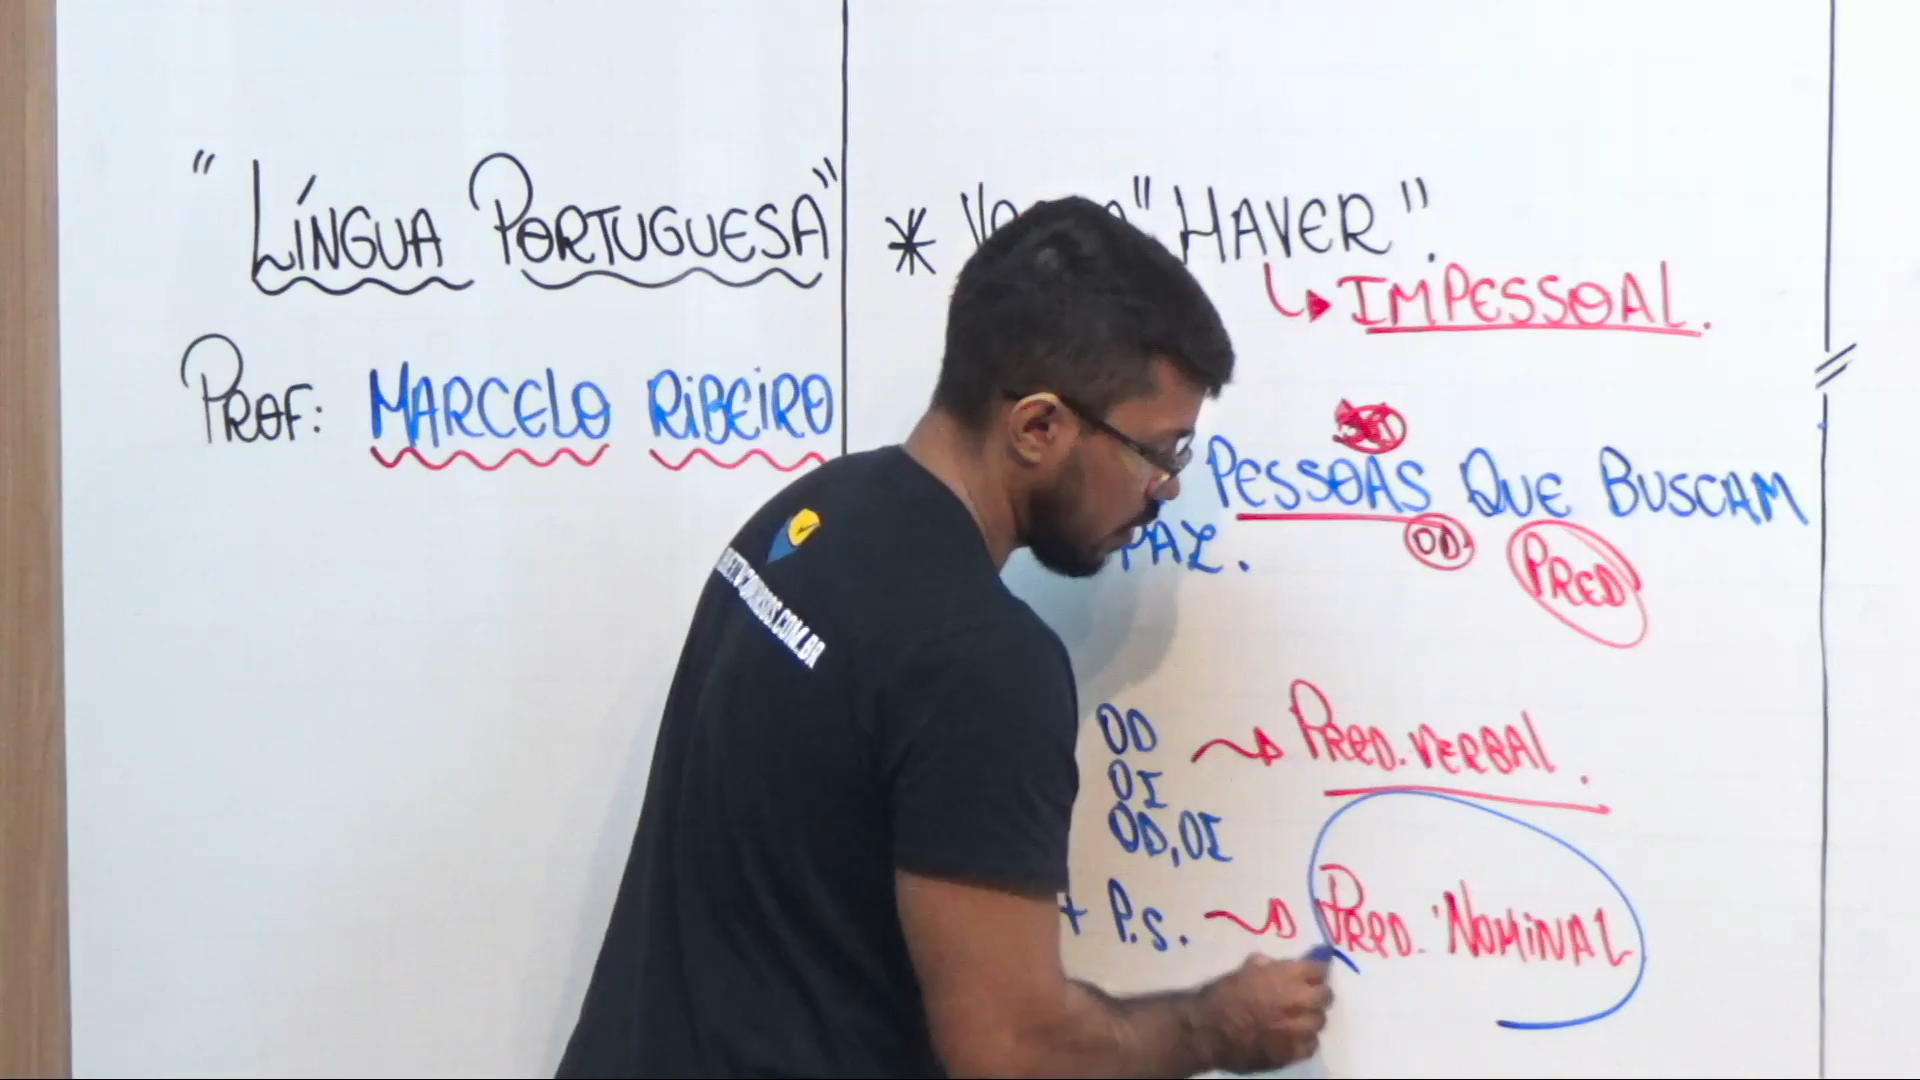 " LÍNGUA PORTUGUESA"
PROF: MARCELO RIBEIRO
* "HAVER".
IMPESSOAL.
PESSOAS QUE BUSCAM
PAZ.
OD
PRED
OD
OI
OD, OI
PRED. VERBAL.
+ P.S.
PRED. NOMINAL